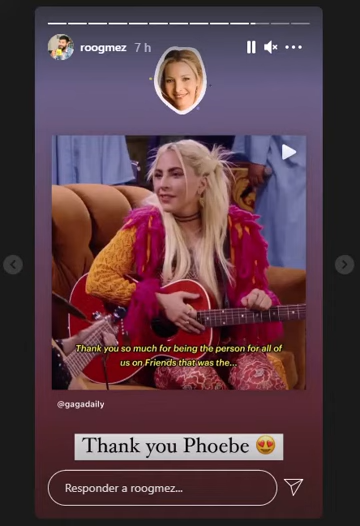 roogmez 7 h
Thank you so much for being the person for all of
us on Friends that was the...
@gagadaily
Thank you Phoebe 😍
Responder a roogmez...